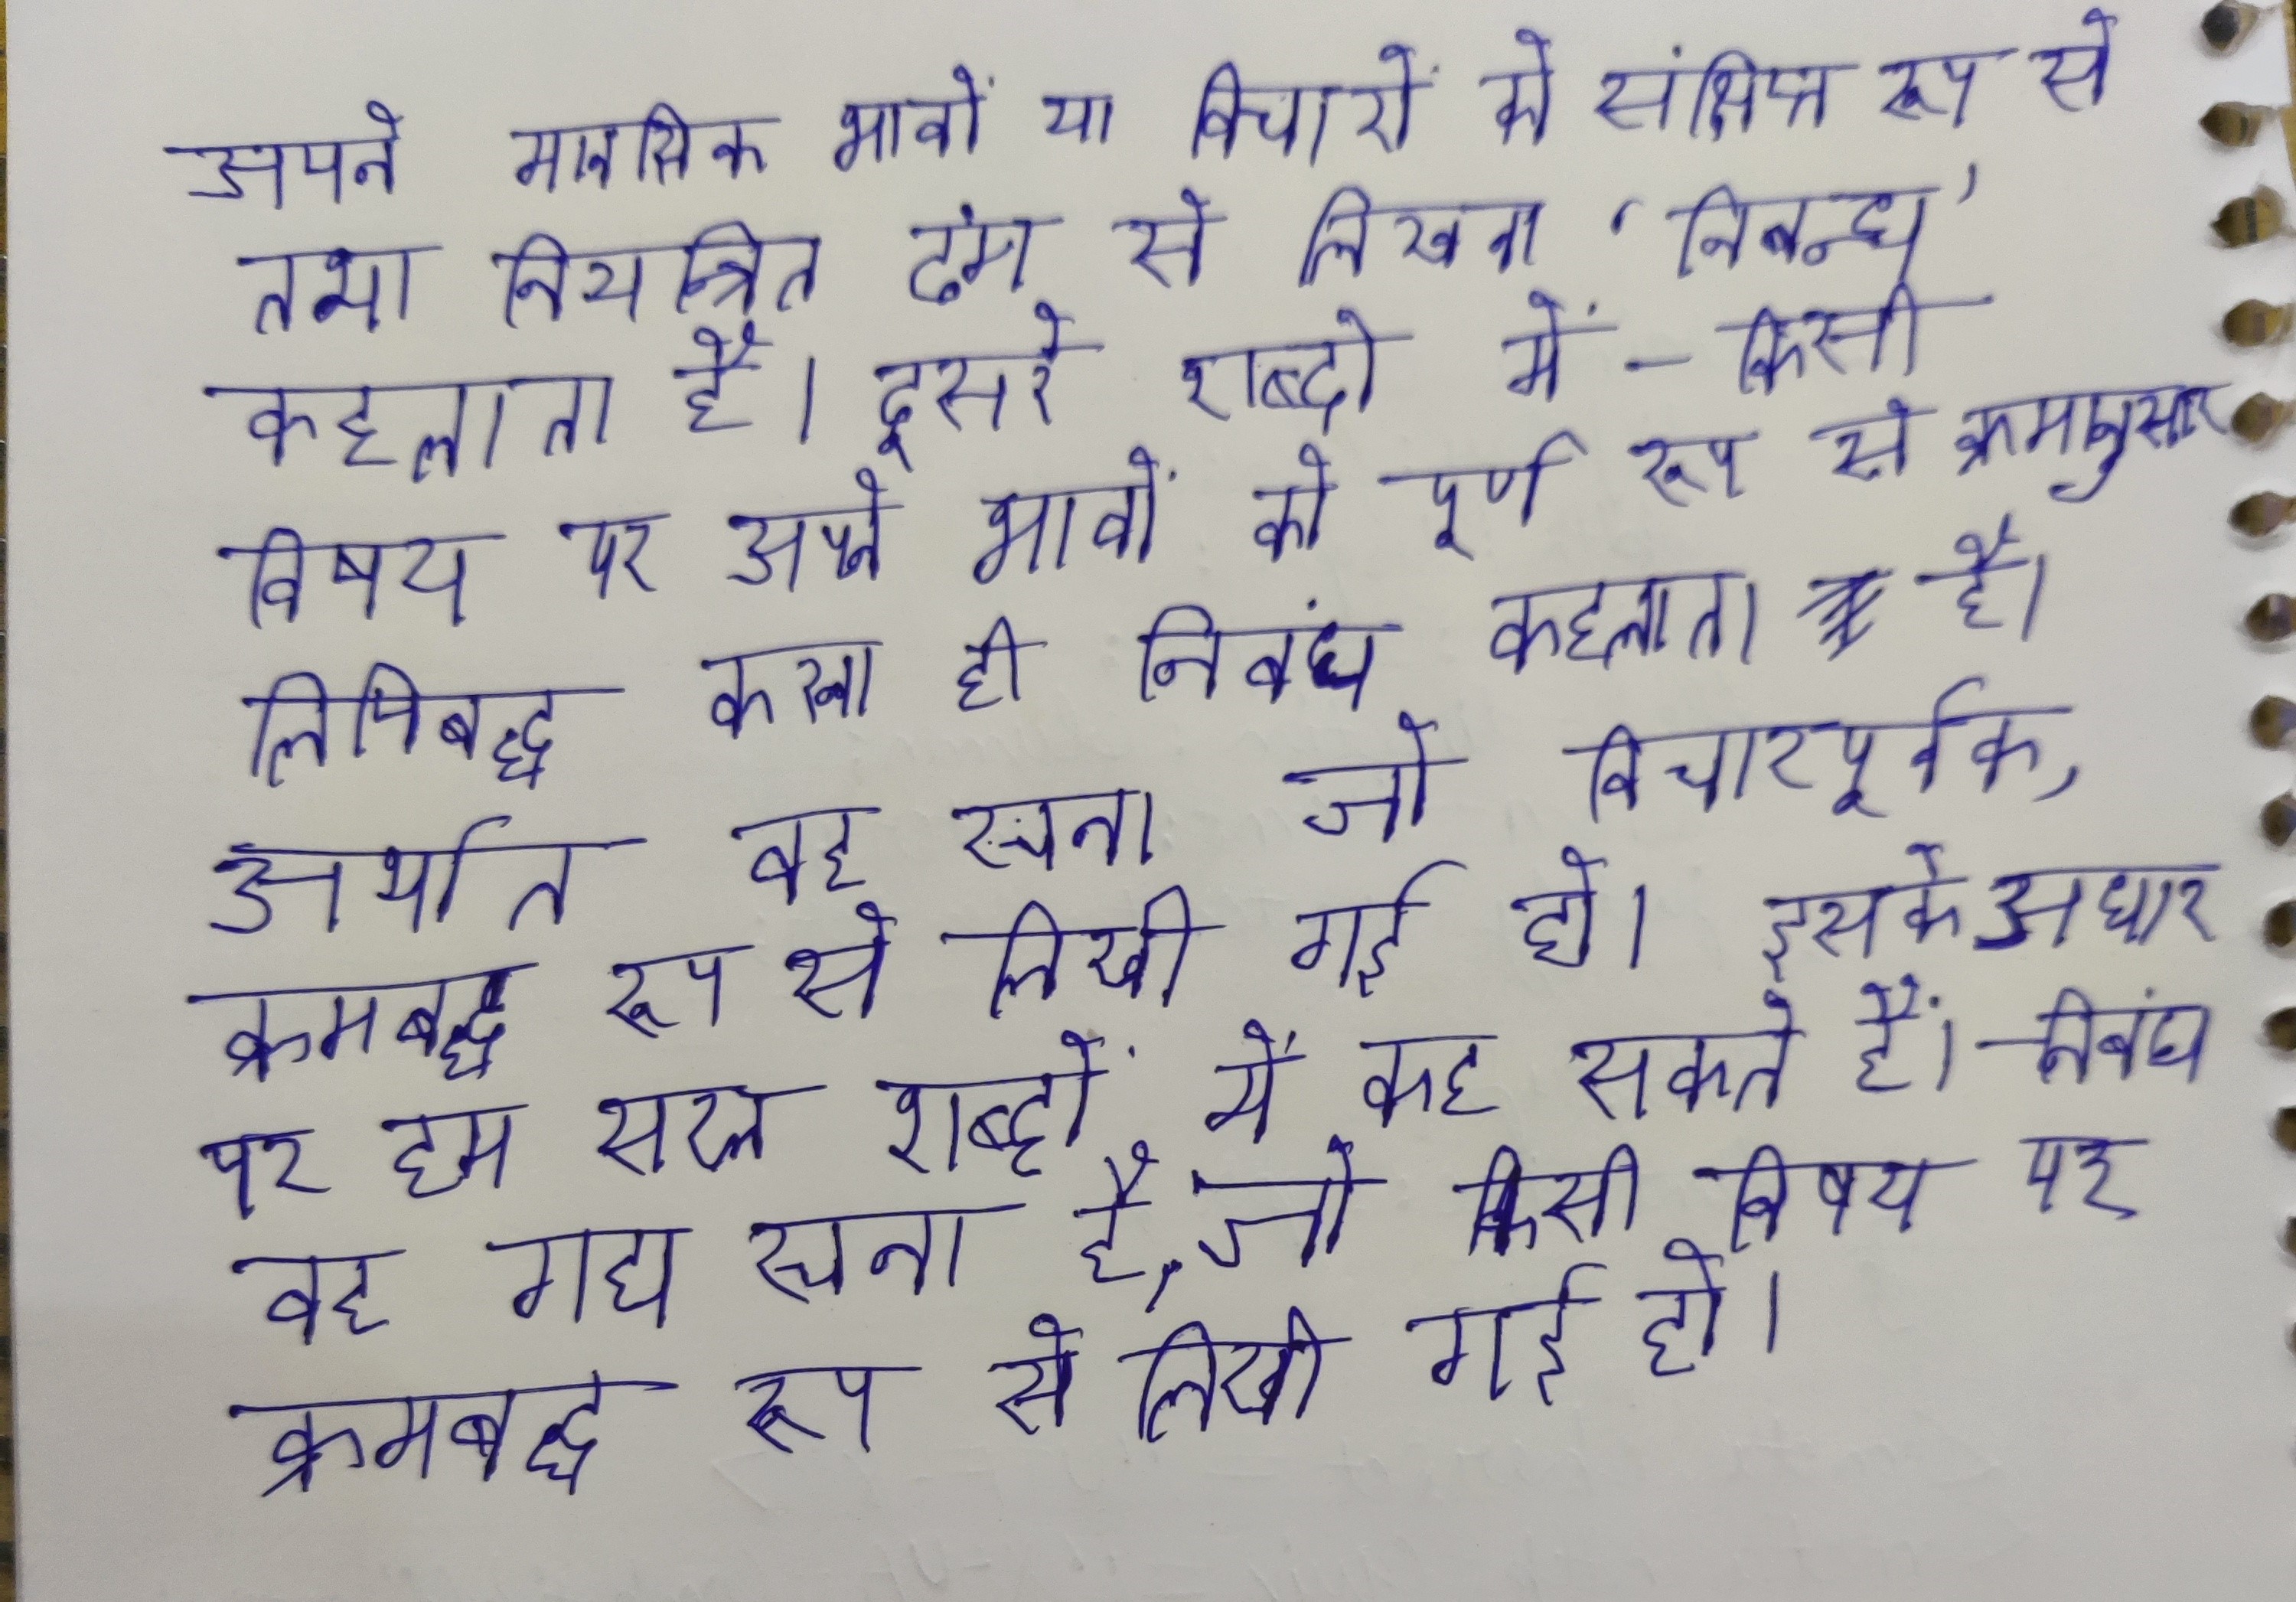 अपने मानसिक भावों या विचारों को संक्षिप्त रूप से
तथा नियन्त्रित ढंग से लिखना 'निबन्ध'
कहलाता है। दूसरे शब्दो में - किसी
विषय पर अपने भावों को पूर्ण रूप से क्रमानुसार
लिपिबद्ध करना ही निबंध कहलाता है।
अर्थात वह रचना जो विचारपूर्वक,
क्रमबद्ध रूप से लिखी गई हो। इसके अधार
पर हम सरल शब्दों में कह सकते हैं। निबंध
वह गद्य रचना है, जो किसी विषय पर
क्रमबद्ध रूप से लिखी गई हो।